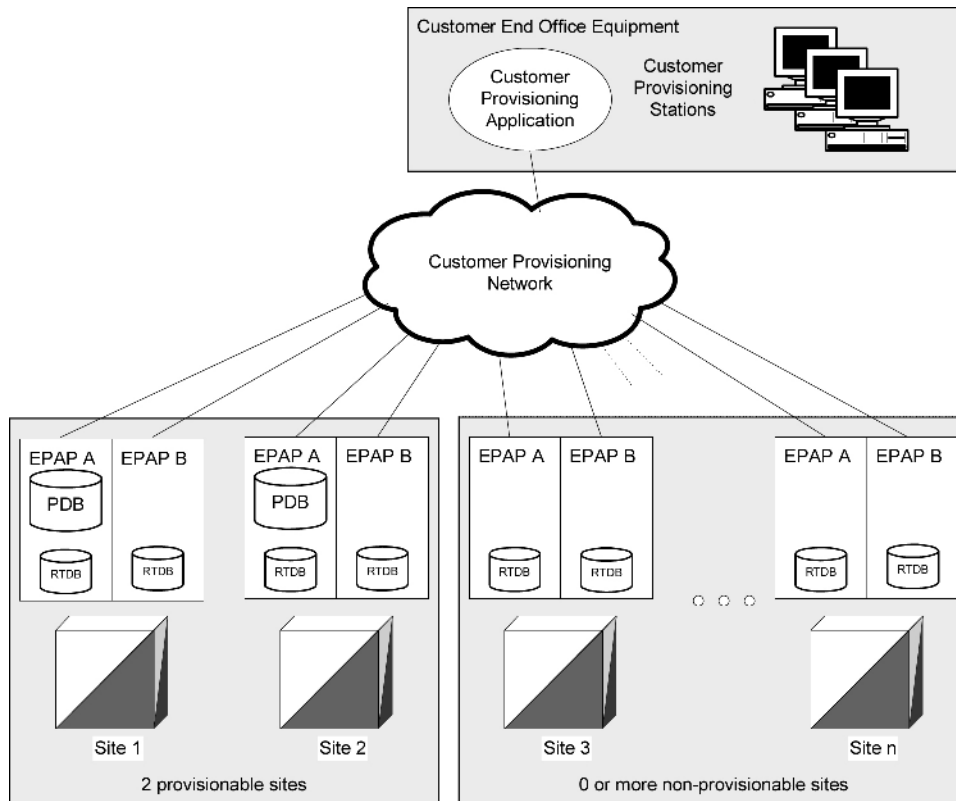 Customer End Office Equipment
Customer
Provisioning
Application
Customer
Provisioning
Stations
Customer Provisioning
Network
EPAP A
EPAP B
PDB
RTDB
RTDB
EPAP A
EPAP B
PDB
RTDB
RTDB
EPAP A
EPAP B
RTDB
RTDB
EPAP A
EPAP B
RTDB
RTDB
Site 1
Site 2
Site 3
Site n
2 provisionable sites
0 or more non-provisionable sites